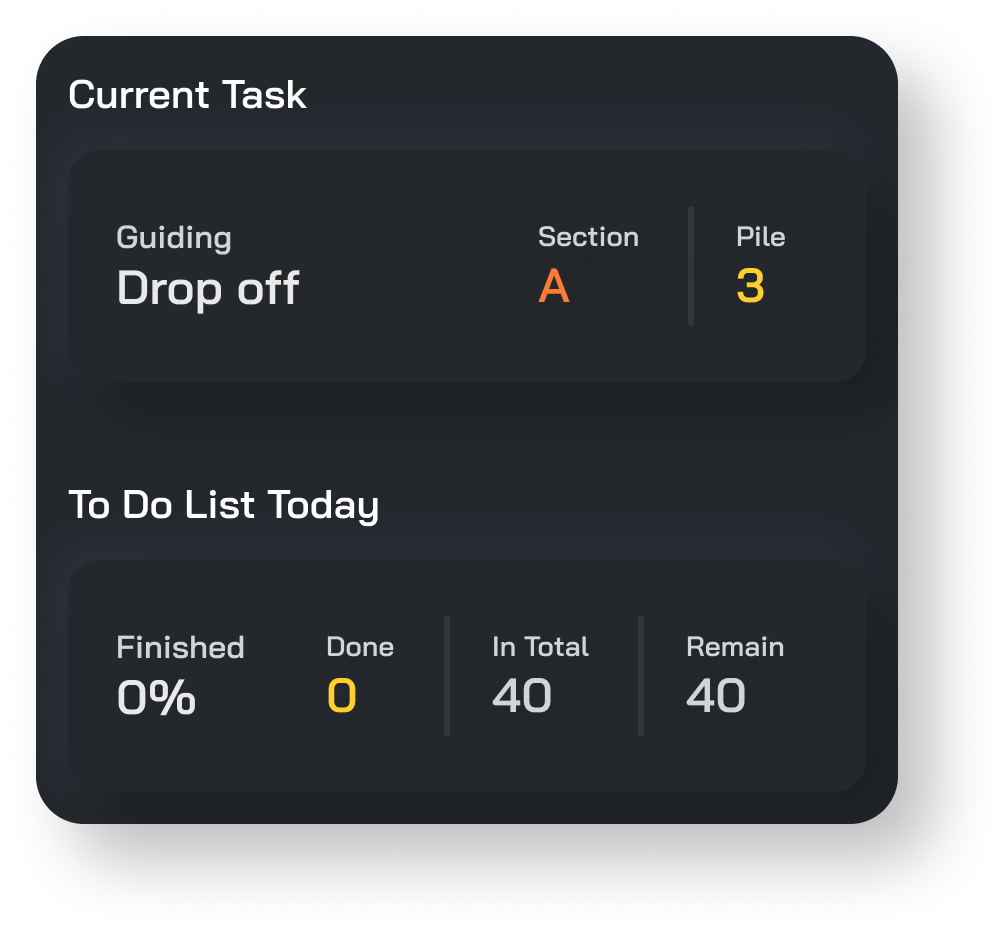 Current Task
Guiding
Drop off
Section
A
Pile
3
To Do List Today
Finished
0%
Done
0
In Total
40
Remain
40